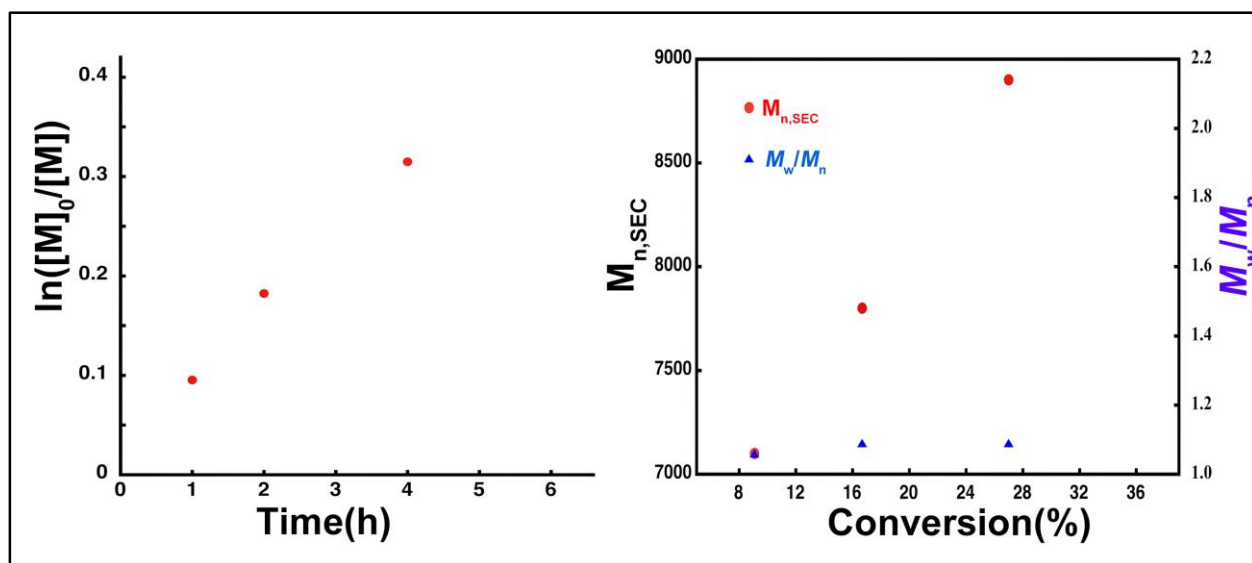 ln([M]₀/[M])
0.4
0.3
0.2
0.1
0
0 1 2 3 4 5 6
Time(h)
Mn,SEC
9000
8500
8000
7500
7000
Mn,SEC
Mw/Mn
8 12 16 20 24 28 32 36
Conversion(%)
2.2
2.0
1.8
1.6
1.4
1.2
1.0
Mw/Mn